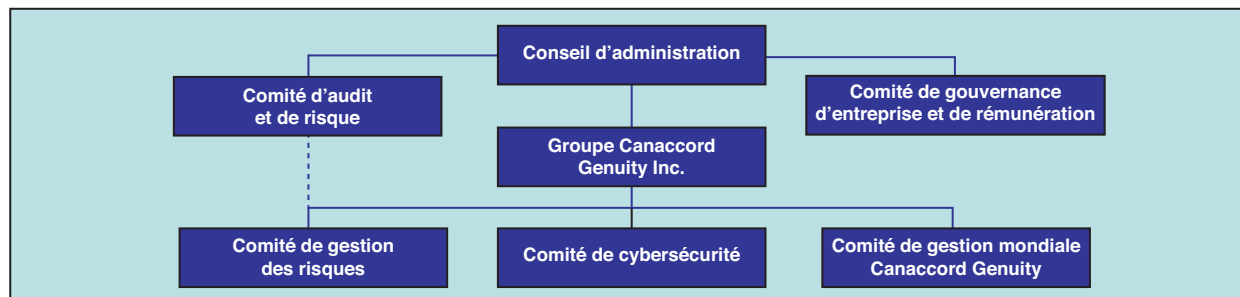 Conseil d’administration
Comité d’audit
et de risque
Comité de gouvernance
d’entreprise et de rémunération
Groupe Canaccord
Genuity Inc.
Comité de gestion
des risques
Comité de cybersécurité
Comité de gestion mondiale
Canaccord Genuity